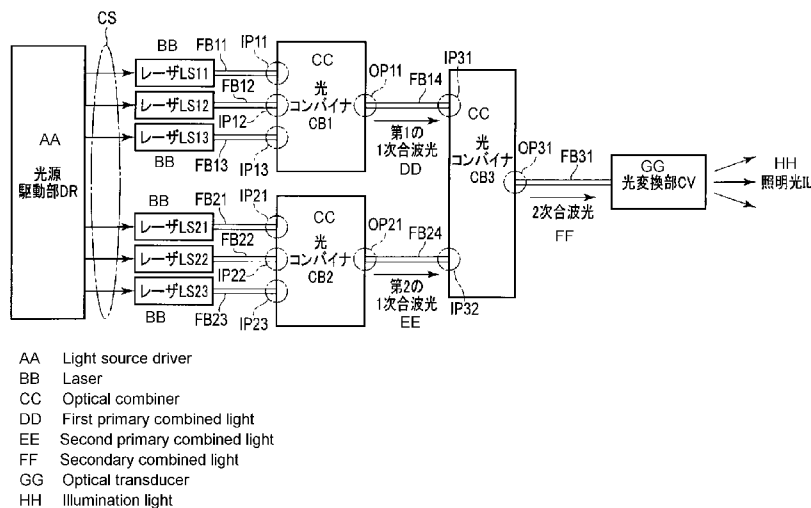 CS
AA
光源
駆動部DR
BB
レーザLS11
FB11
IP11
レーザLS12
FB12
IP12
レーザLS13
BB
FB13
IP13
CC
光
コンバイナ
CB1
OP11
FB14
第1の
1次合波光
DD
IP31
BB
レーザLS21
FB21
IP21
レーザLS22
FB22
IP22
レーザLS23
BB
FB23
IP23
CC
光
コンバイナ
CB2
OP21
FB24
第2の
1次合波光
EE
IP32
CC
光
コンバイナ
CB3
OP31
FB31
2次合波光
FF
GG
光変換部CV
HH
照明光IL
AA Light source driver
BB Laser
CC Optical combiner
DD First primary combined light
EE Second primary combined light
FF Secondary combined light
GG Optical transducer
HH Illumination light